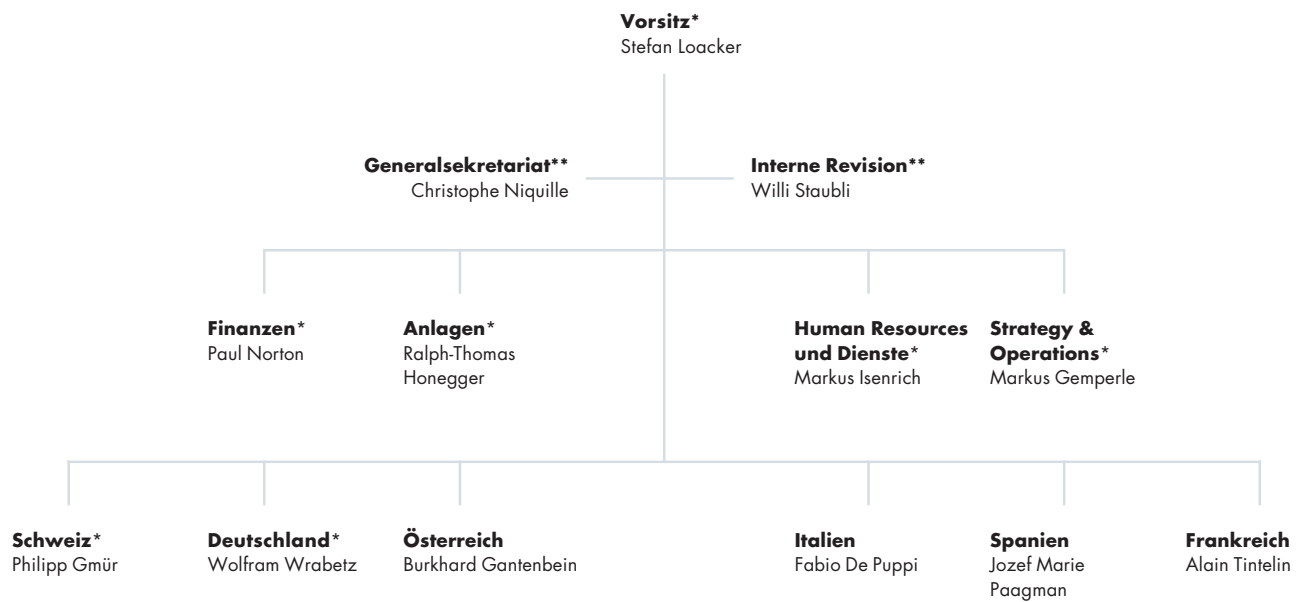 Vorsitz*
Stefan Loacker
Generalsekretariat**
Christophe Niquille
Interne Revision**
Willi Staubli
Finanzen*
Paul Norton
Anlagen*
Ralph-Thomas
Honegger
Human Resources
und Dienste*
Markus Isenrich
Strategy &
Operations*
Markus Gemperle
Schweiz*
Philipp Gmür
Deutschland*
Wolfram Wrabetz
Österreich
Burkhard Gantenbein
Italien
Fabio De Puppi
Spanien
Jozef Marie
Paagman
Frankreich
Alain Tintelin